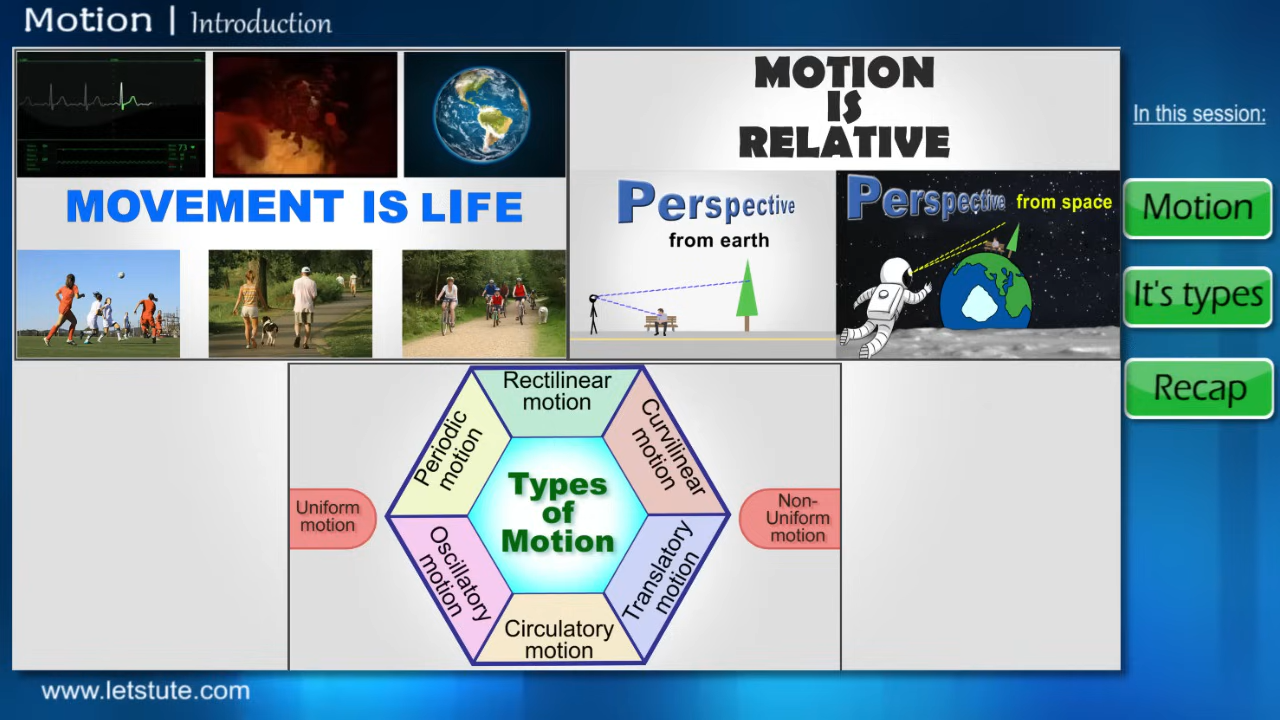 Motion | Introduction
MOVEMENT IS LIFE
MOTION
IS
RELATIVE
Perspective
from earth
Perspective from space
In this session:
Motion
It's types
Recap
Types
of
Motion
Rectilinear
motion
Curvilinear
motion
Translatory
motion
Circulatory
motion
Oscillatory
motion
Periodic
motion
Uniform
motion
Non-
Uniform
motion
www.letstute.com